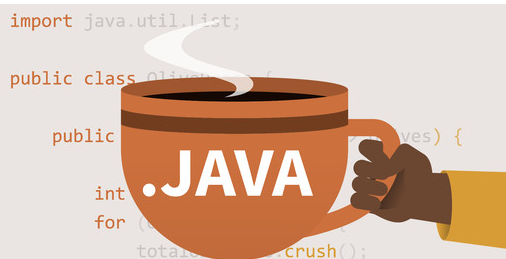 import java.util.List;
public class {
public ves) {
.JAVA
int
for ( {
.crush();